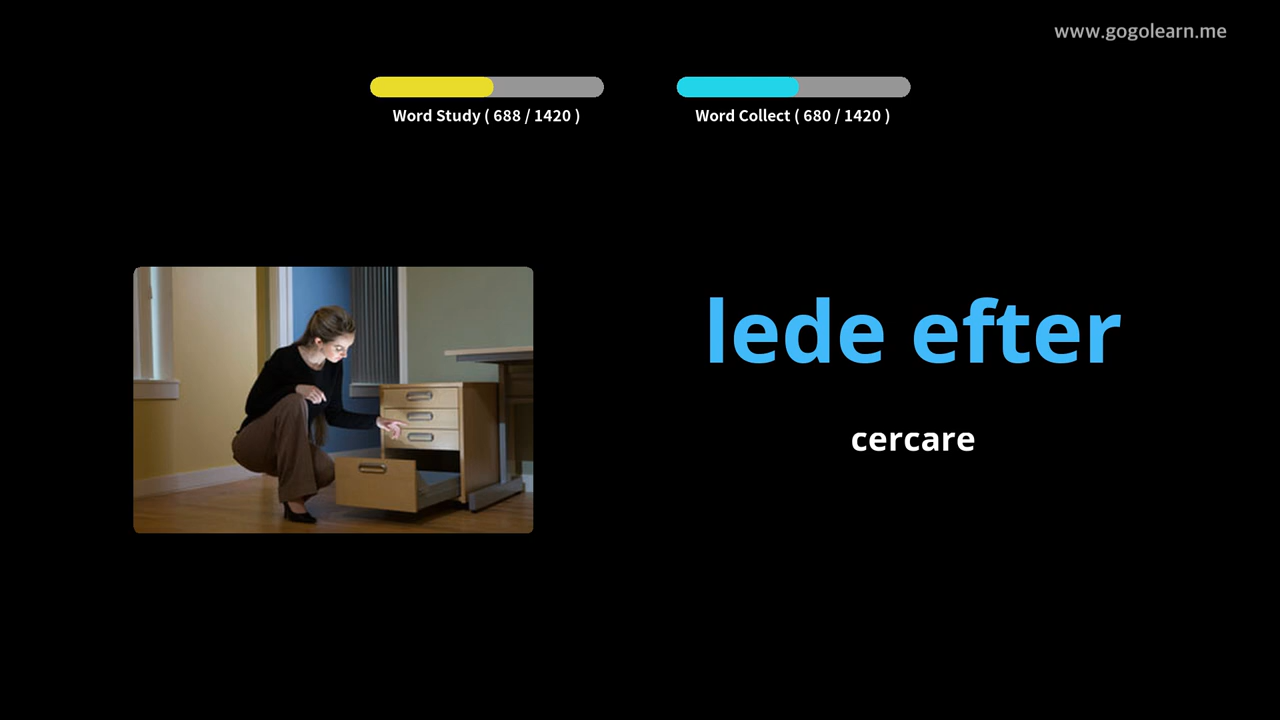 www.gogolearn.me
Word Study ( 688 / 1420 )
Word Collect ( 680 / 1420 )
lede efter
cercare